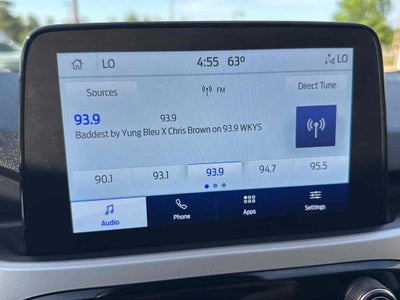 LO 4:55 63° LO
Sources FM Direct Tune
93.9 93.9
Baddest by Yung Bleu X Chris Brown on 93.9 WKYS
90.1 93.1 93.9 94.7 95.5
Audio Phone Apps Settings